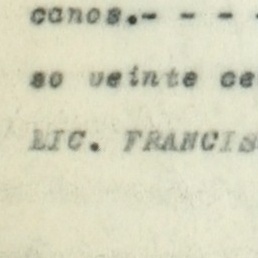 canos.- - - -
so veinte ce
LIC. FRANCIS